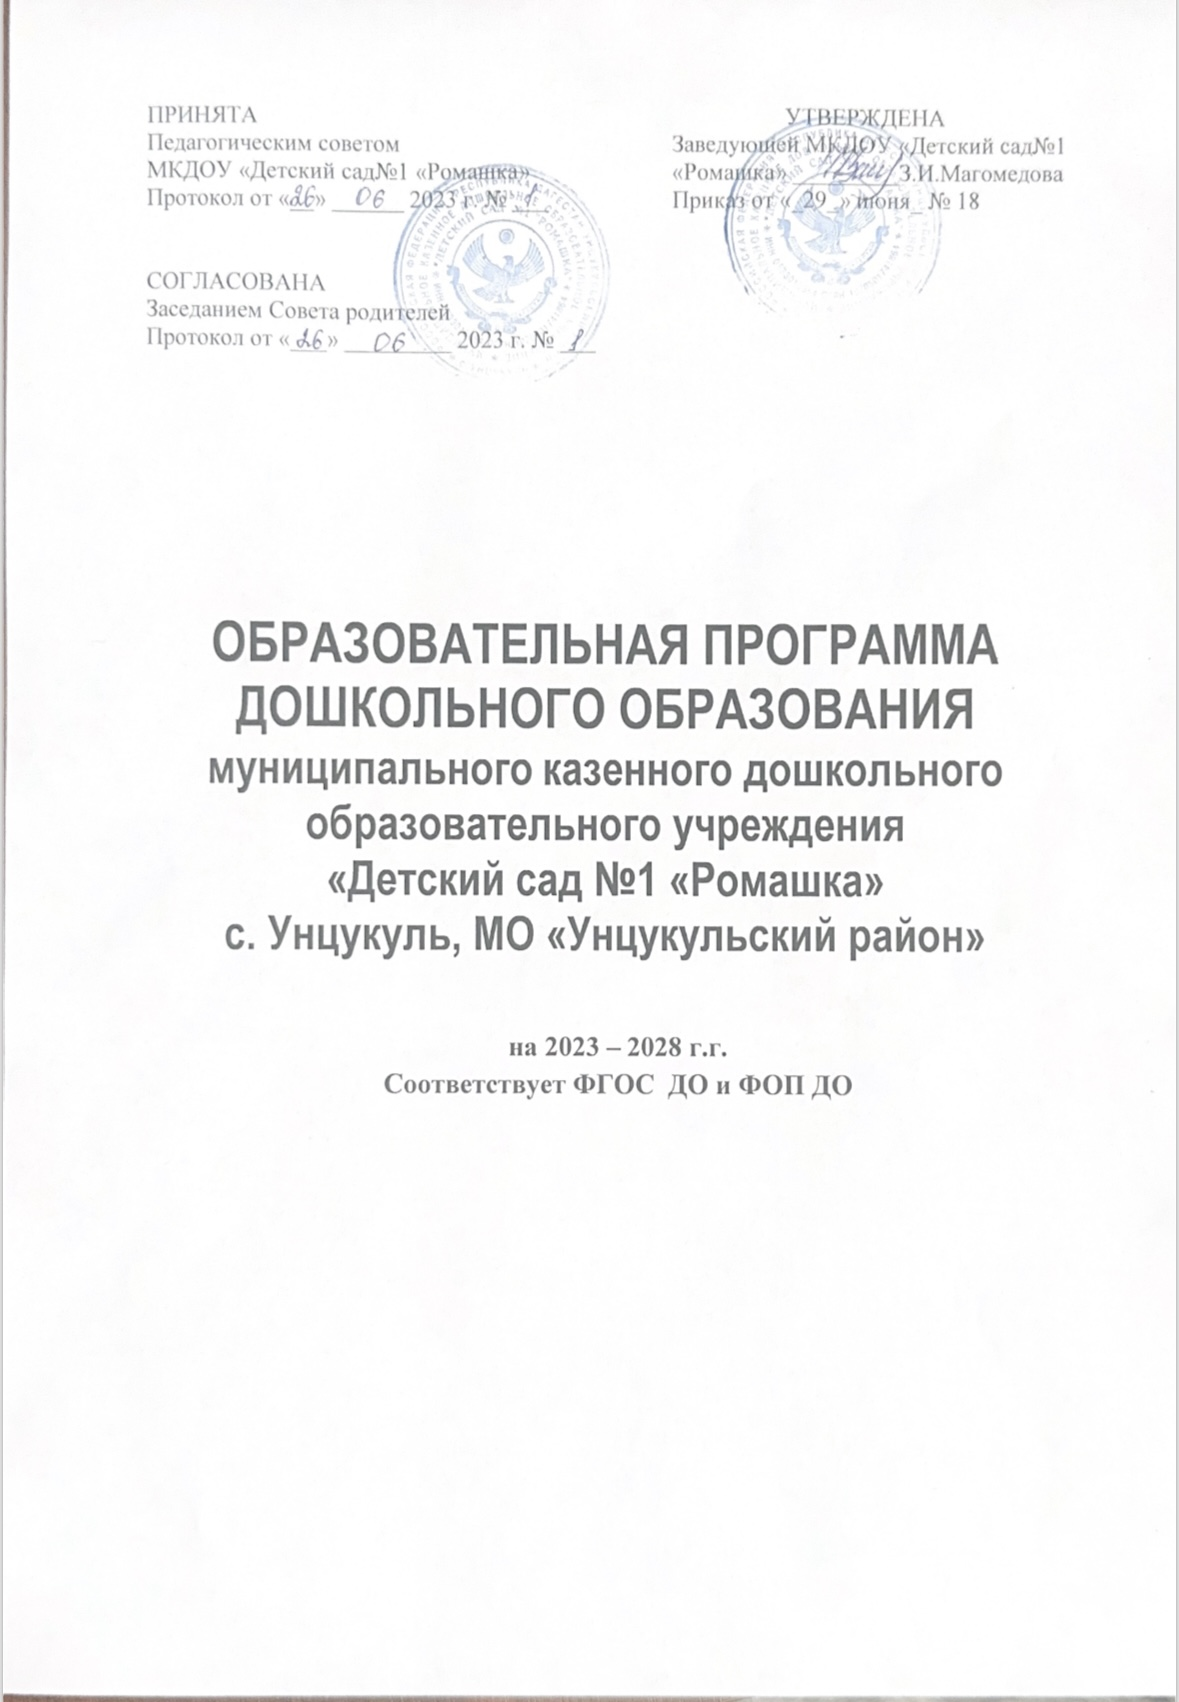 ПРИНЯТА
Педагогическим советом
МКДОУ «Детский сад№1 «Ромашка»
Протокол от «26» 06 2023 г. № 1
СОГЛАСОВАНА
Заседанием Совета родителей
Протокол от «26» 06 2023 г. № 1
УТВЕРЖДЕНА
Заведующей МКДОУ «Детский сад№1
«Ромашка» З.И.Магомедова
Приказ от «_29_» июня_ № 18
ОБРАЗОВАТЕЛЬНАЯ ПРОГРАММА
ДОШКОЛЬНОГО ОБРАЗОВАНИЯ
муниципального казенного дошкольного
образовательного учреждения
«Детский сад №1 «Ромашка»
с. Унцукуль, МО «Унцукульский район»
на 2023 – 2028 г.г.
Соответствует ФГОС ДО и ФОП ДО